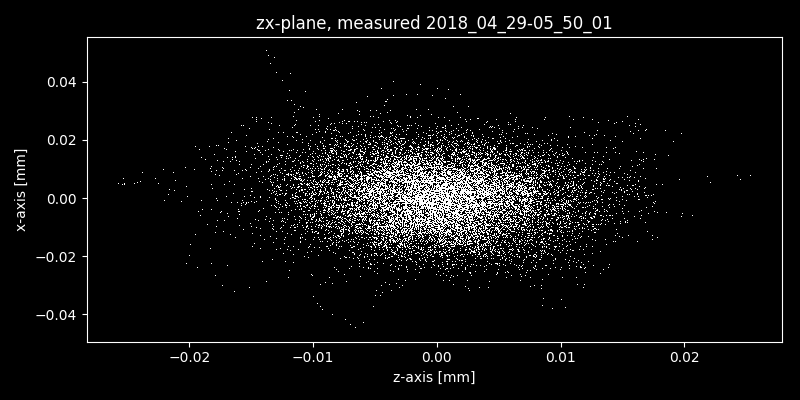 zx-plane, measured 2018_04_29-05_50_01
0.04
0.02
0.00
−0.02
−0.04
x-axis [mm]
−0.02 −0.01 0.00 0.01 0.02
z-axis [mm]